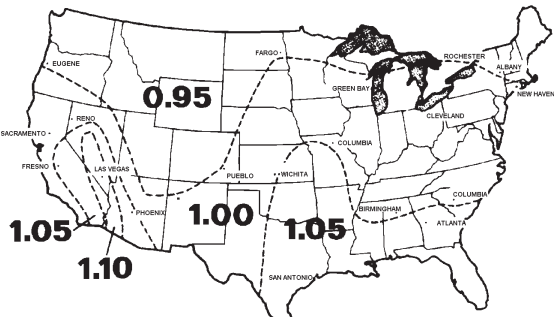 EUGENE
FARGO
ROCHESTER
ALBANY
GREEN BAY
NEW HAVEN
0.95
RENO
CLEVELAND
SACRAMENTO
COLUMBIA
FRESNO
LAS VEGAS
PUEBLO
WICHITA
COLUMBIA
PHOENIX
1.00
BIRMINGHAM
1.05
1.05
ATLANTA
1.10
SAN ANTONIO